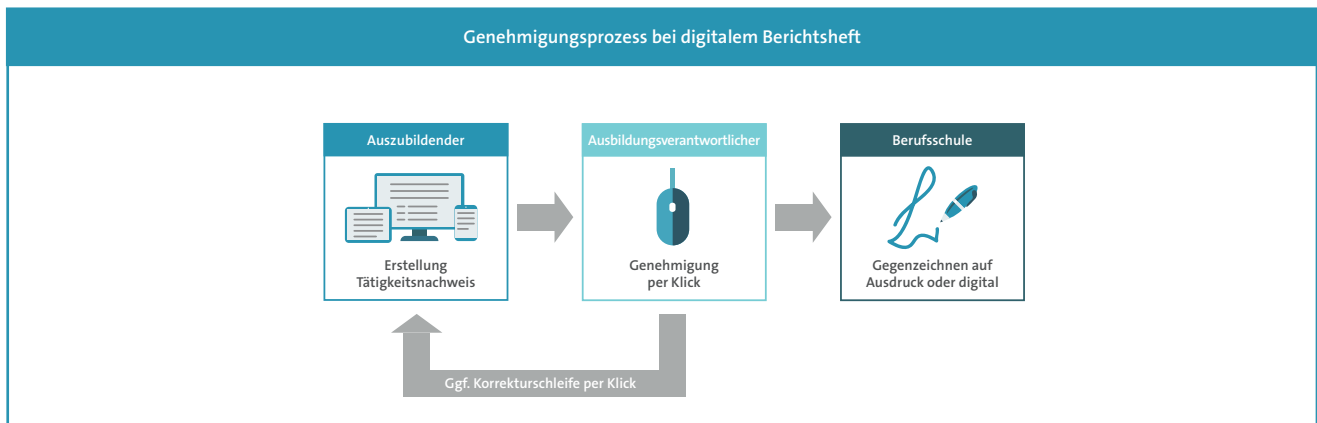 Genehmigungsprozess bei digitalem Berichtsheft
Auszubildender
Erstellung
Tätigkeitsnachweis
Ausbildungsverantwortlicher
Genehmigung
per Klick
Berufsschule
Gegenzeichnen auf
Ausdruck oder digital
Ggf. Korrekturschleife per Klick